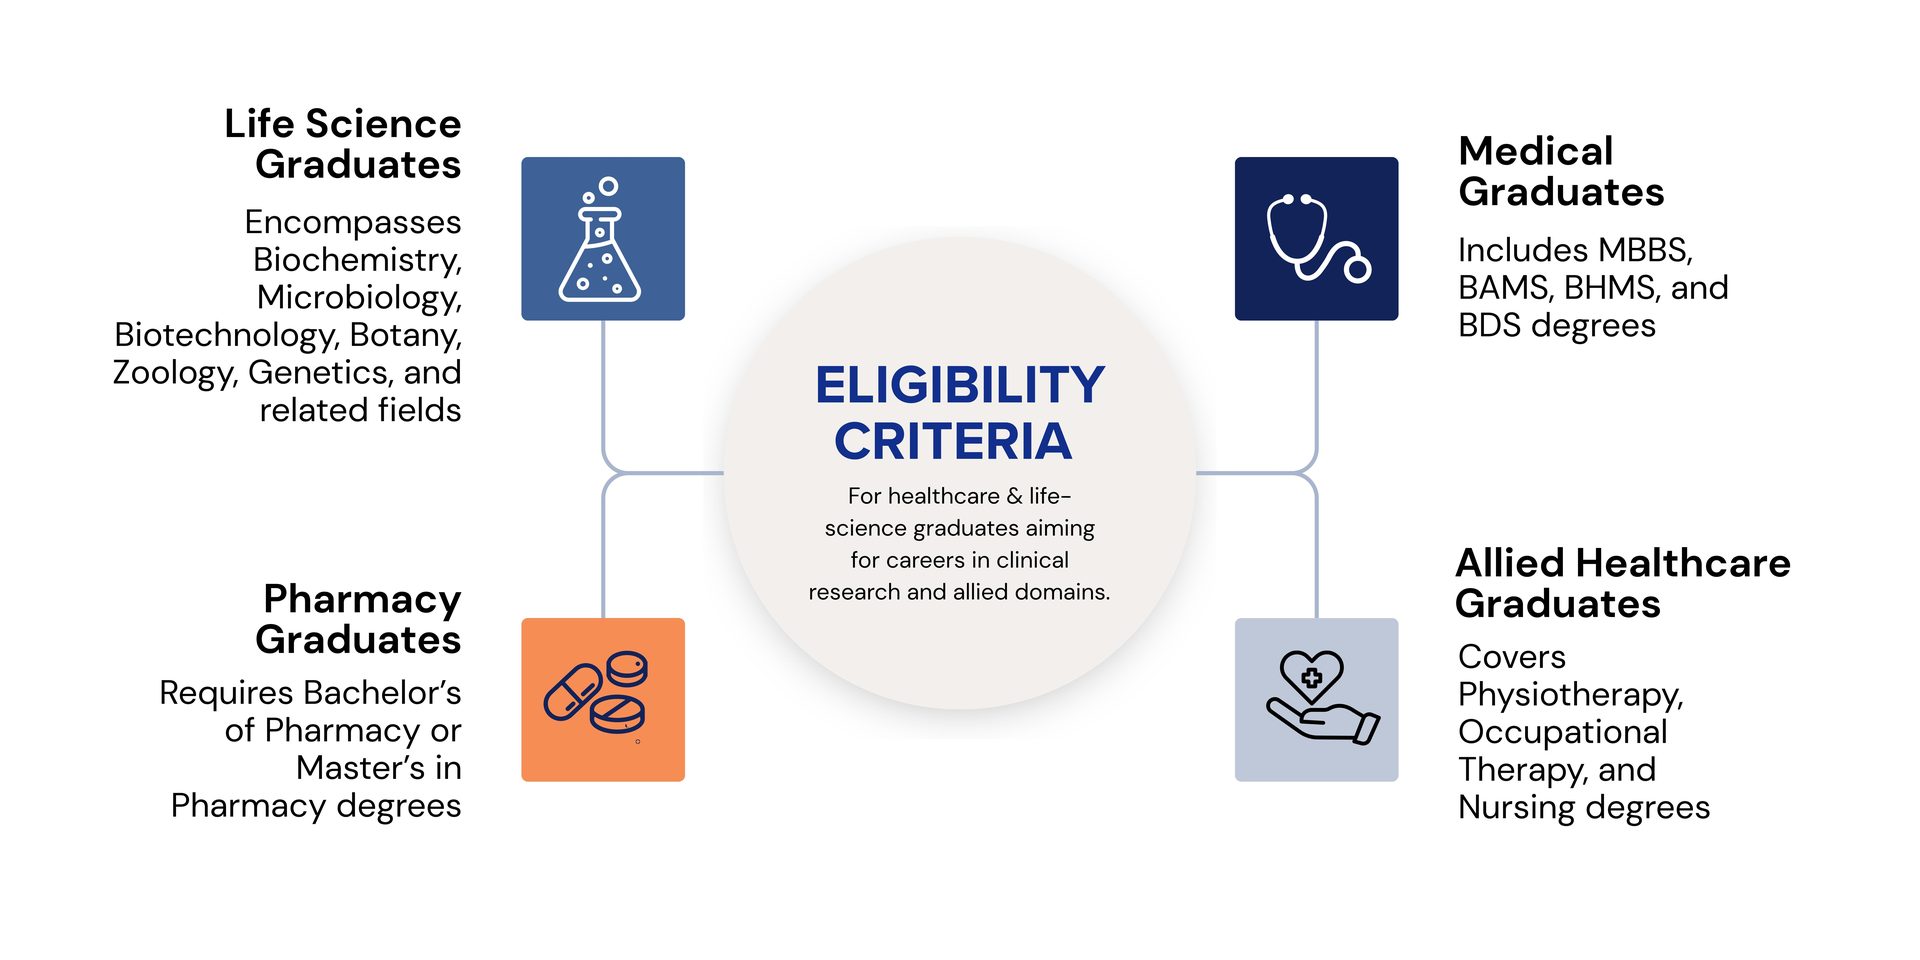 Life Science
Graduates
Encompasses
Biochemistry,
Microbiology,
Biotechnology, Botany,
Zoology, Genetics, and
related fields
Medical
Graduates
Includes MBBS,
BAMS, BHMS, and
BDS degrees
ELIGIBILITY
CRITERIA
For healthcare & life-
science graduates aiming
for careers in clinical
research and allied domains.
Pharmacy
Graduates
Requires Bachelor’s
of Pharmacy or
Master’s in
Pharmacy degrees
Allied Healthcare
Graduates
Covers
Physiotherapy,
Occupational
Therapy, and
Nursing degrees